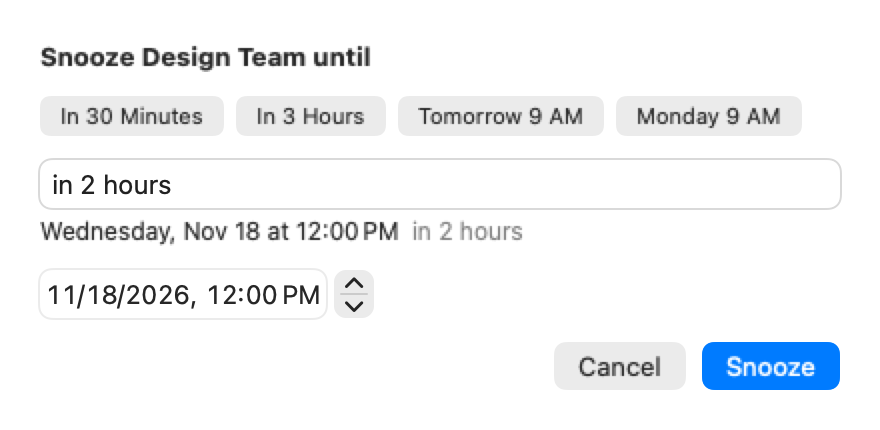 Snooze Design Team until
In 30 Minutes In 3 Hours Tomorrow 9 AM Monday 9 AM
in 2 hours
Wednesday, Nov 18 at 12:00 PM in 2 hours
11/18/2026, 12:00 PM
Cancel Snooze